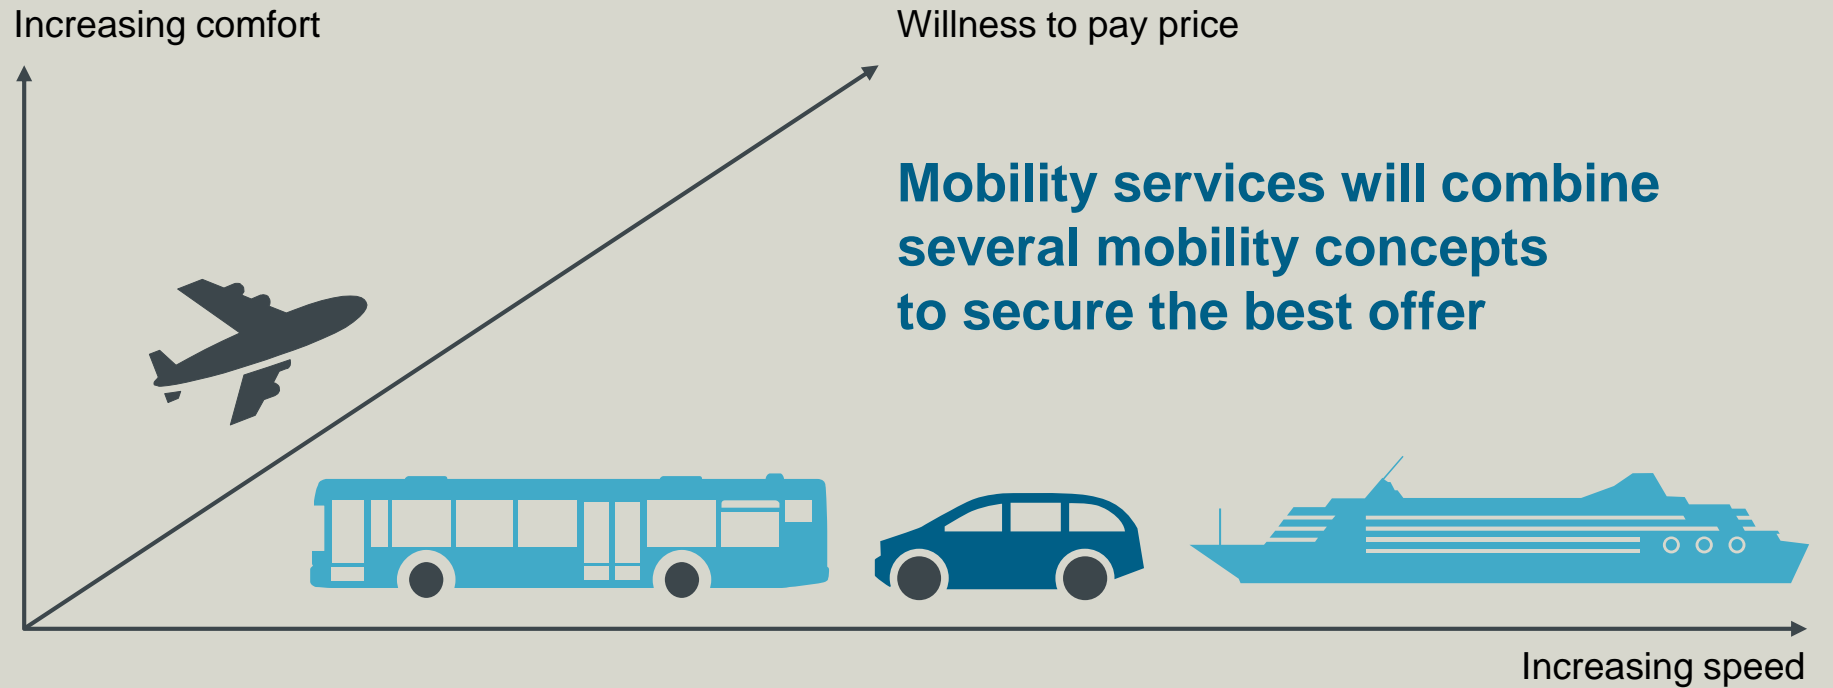 Increasing comfort
Willness to pay price
Mobility services will combine
several mobility concepts
to secure the best offer
Increasing speed